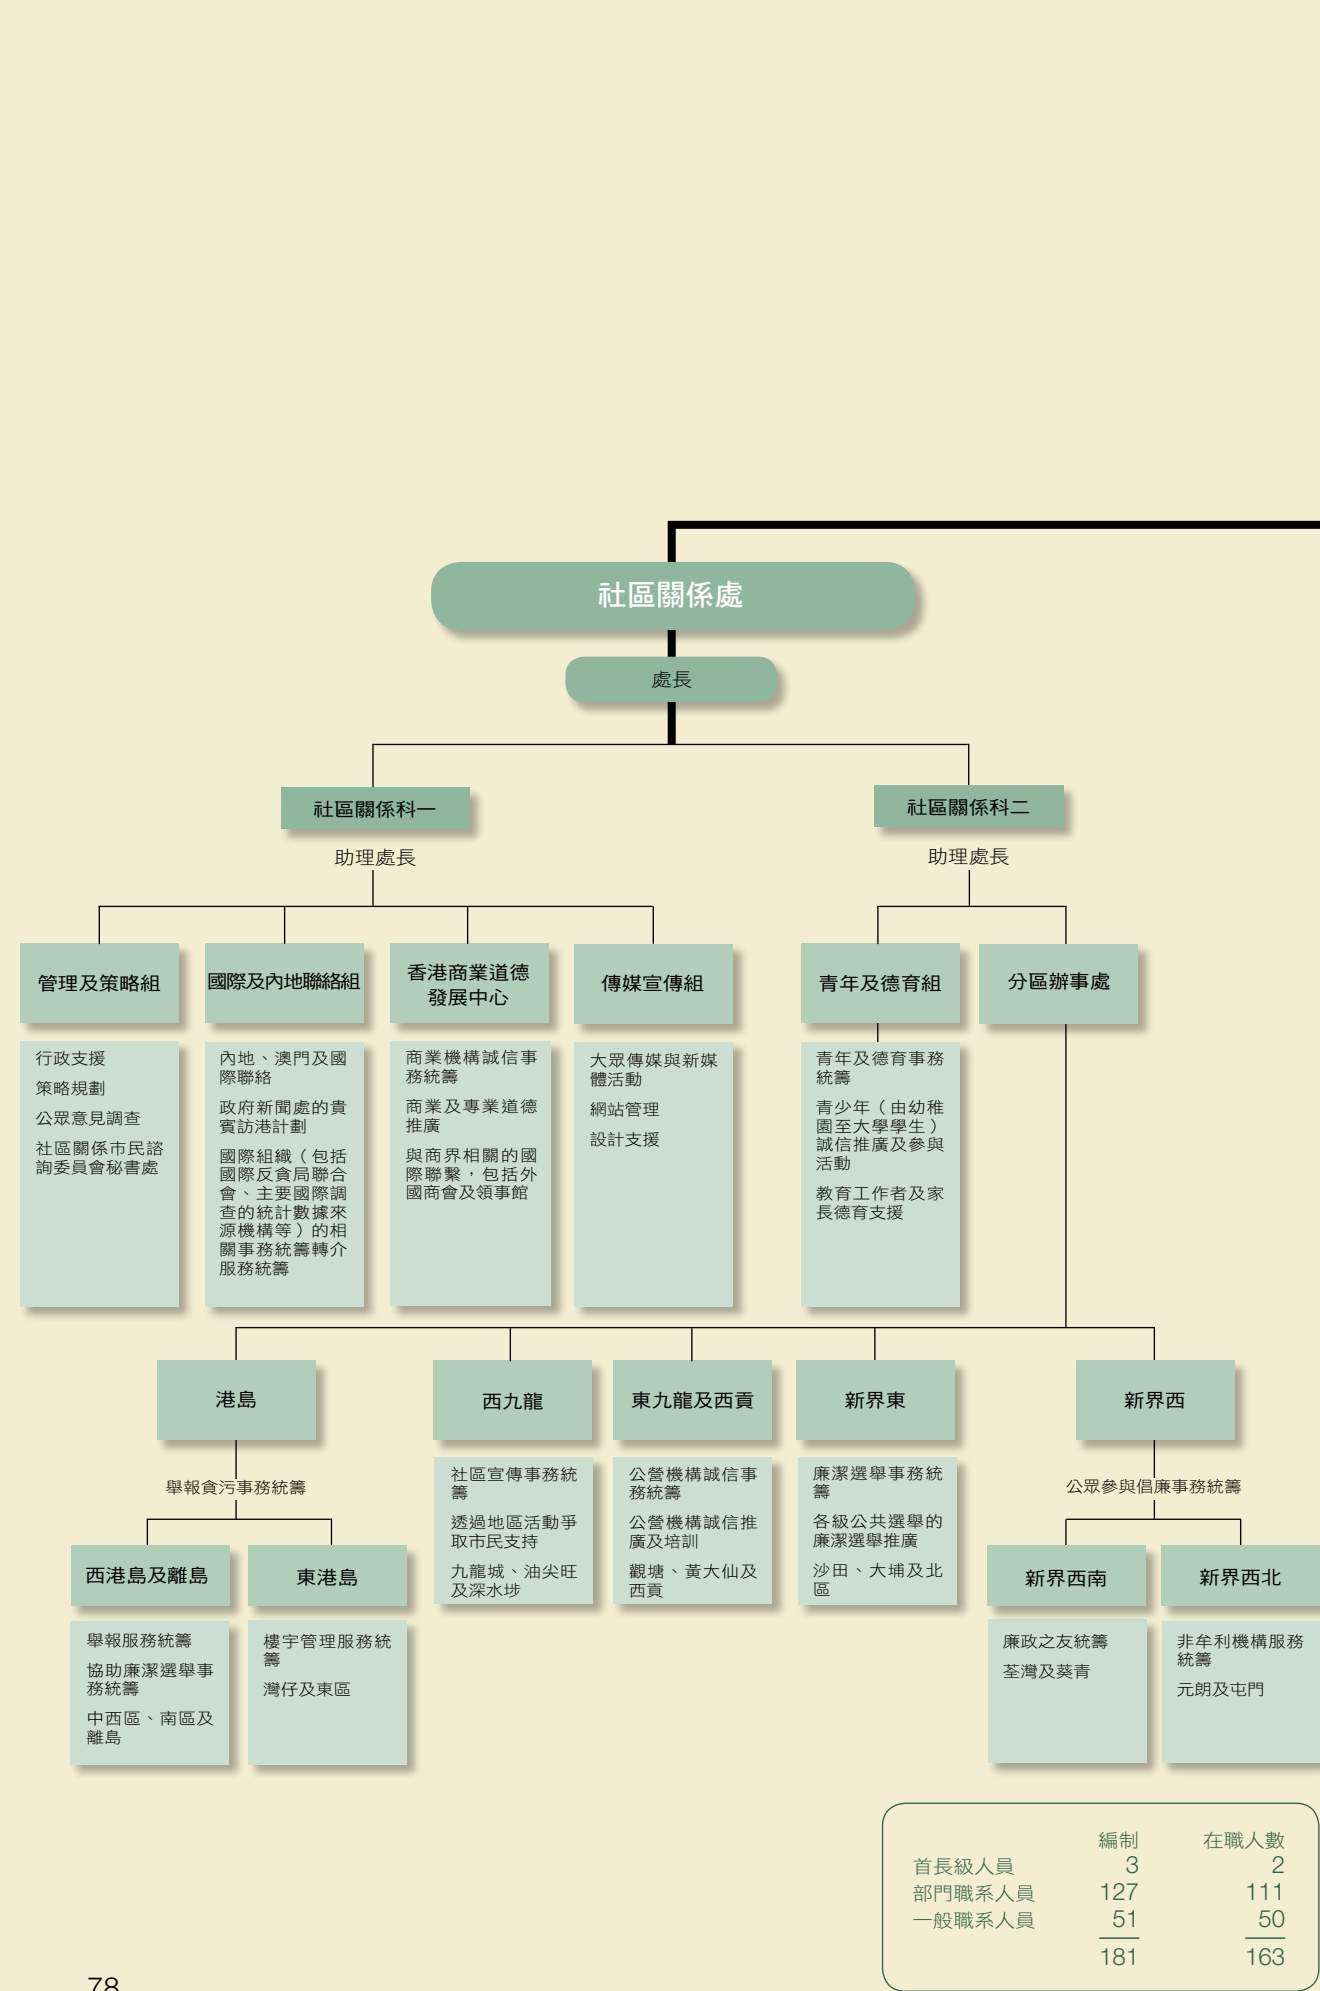 社區關係處
處長
社區關係科一
助理處長
社區關係科二
助理處長
管理及策略組
行政支援
策略規劃
公眾意見調查
社區關係市民諮
詢委員會秘書處
國際及內地聯絡組
內地、澳門及國
際聯絡
政府新聞處的貴
賓訪港計劃
國際組織（包括
國際反貪局聯合
會、主要國際調
查的統計數據來
源機構等）的相
關事務統籌轉介
服務統籌
香港商業道德
發展中心
商業機構誠信事
務統籌
商業及專業道德
推廣
與商界相關的國
際聯繫，包括外
國商會及領事館
傳媒宣傳組
大眾傳媒與新媒
體活動
網站管理
設計支援
青年及德育組
青年及德育事務
統籌
青少年（由幼稚
園至大學學生）
誠信推廣及參與
活動
教育工作者及家
長德育支援
分區辦事處
港島
舉報貪污事務統籌
西港島及離島
舉報服務統籌
協助廉潔選舉事
務統籌
中西區、南區及
離島
東港島
樓宇管理服務統
籌
灣仔及東區
西九龍
社區宣傳事務統
籌
透過地區活動爭
取市民支持
九龍城、油尖旺
及深水埗
東九龍及西貢
公營機構誠信事
務統籌
公營機構誠信推
廣及培訓
觀塘、黃大仙及
西貢
新界東
廉潔選舉事務統
籌
各級公共選舉的
廉潔選舉推廣
沙田、大埔及北
區
新界西
公眾參與倡廉事務統籌
新界西南
廉政之友統籌
荃灣及葵青
新界西北
非牟利機構服務
統籌
元朗及屯門
編制 在職人數
首長級人員 3 2
部門職系人員 127 111
一般職系人員 51 50
181 163
78